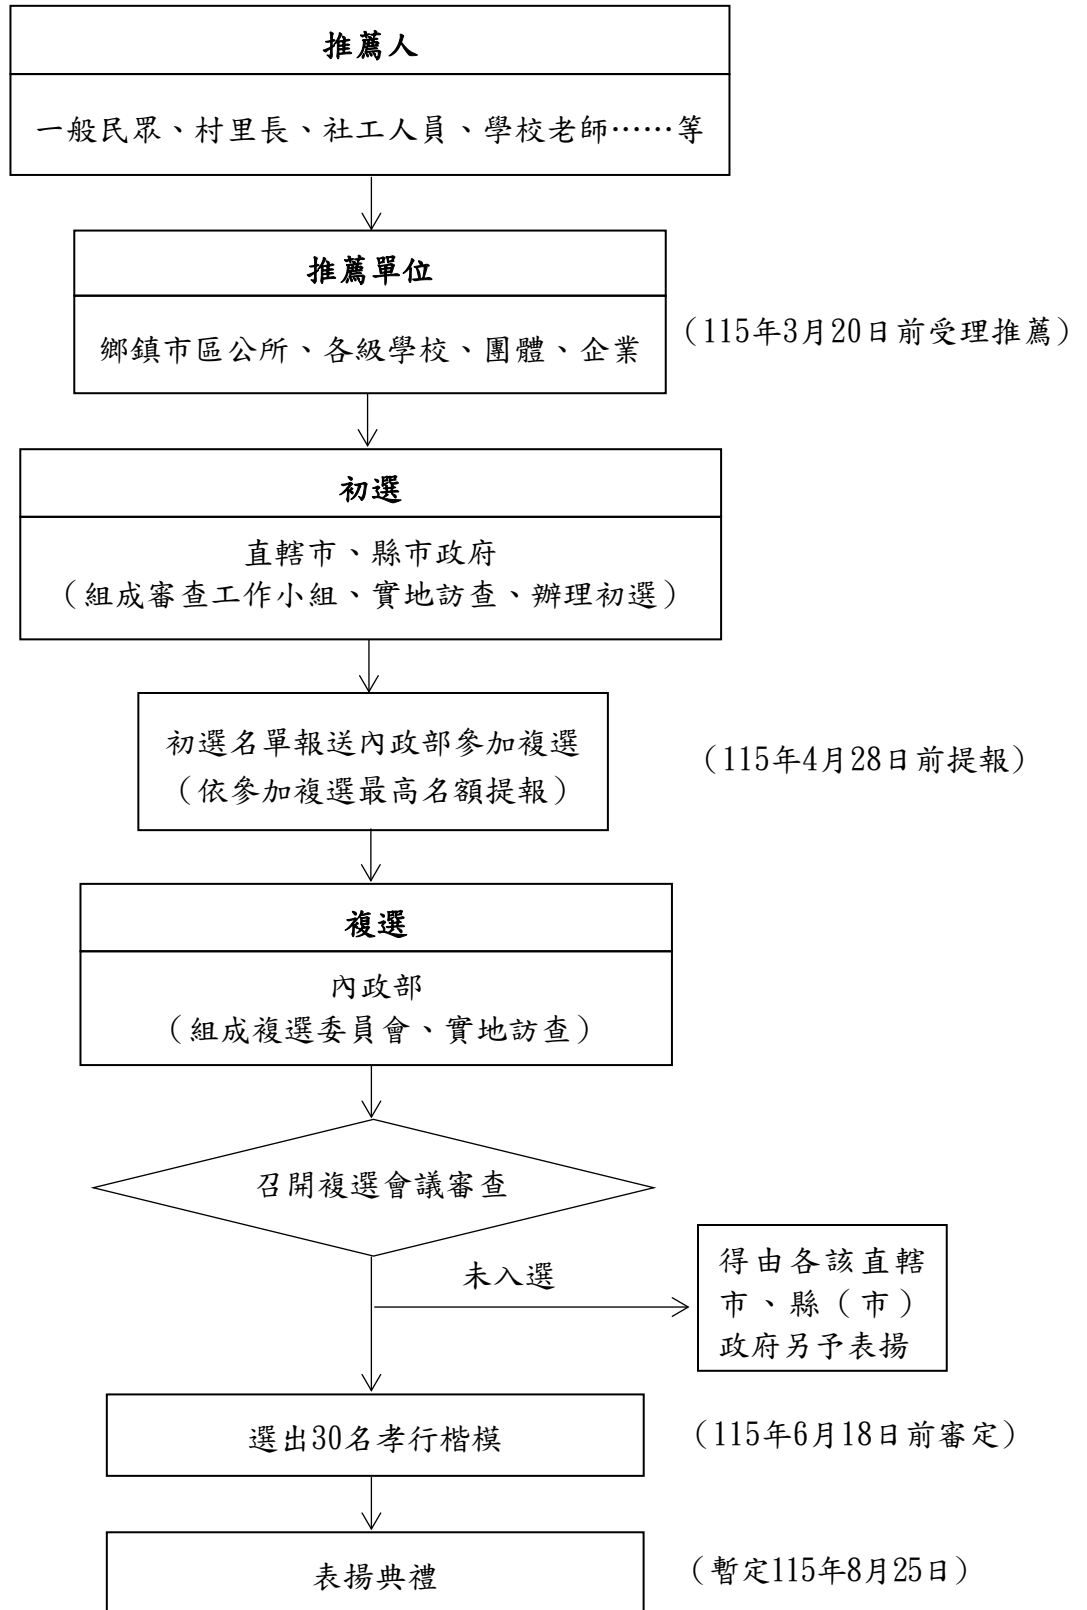 推薦人
一般民眾、村里長、社工人員、學校老師……等
推薦單位
鄉鎮市區公所、各級學校、團體、企業
（115年3月20日前受理推薦）
初選
直轄市、縣市政府
（組成審查工作小組、實地訪查、辦理初選）
初選名單報送內政部參加複選
（依參加複選最高名額提報）
（115年4月28日前提報）
複選
內政部
（組成複選委員會、實地訪查）
召開複選會議審查
未入選
得由各該直轄
市、縣（市）
政府另予表揚
選出30名孝行楷模
（115年6月18日前審定）
表揚典禮
（暫定115年8月25日）